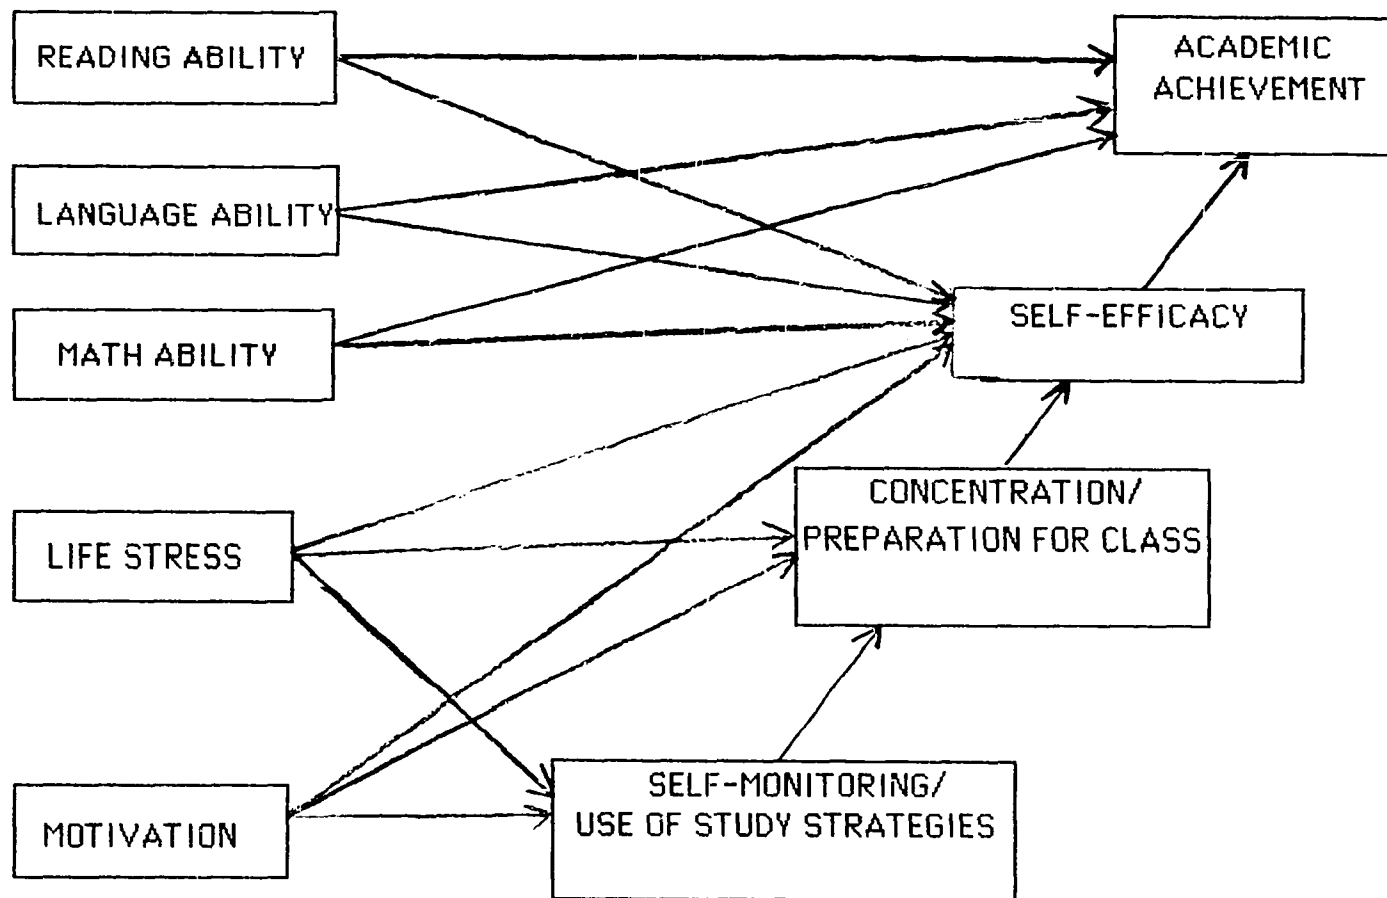 READING ABILITY
ACADEMIC
ACHIEVEMENT
LANGUAGE ABILITY
SELF-EFFICACY
MATH ABILITY
CONCENTRATION/
PREPARATION FOR CLASS
LIFE STRESS
SELF-MONITORING/
USE OF STUDY STRATEGIES
MOTIVATION